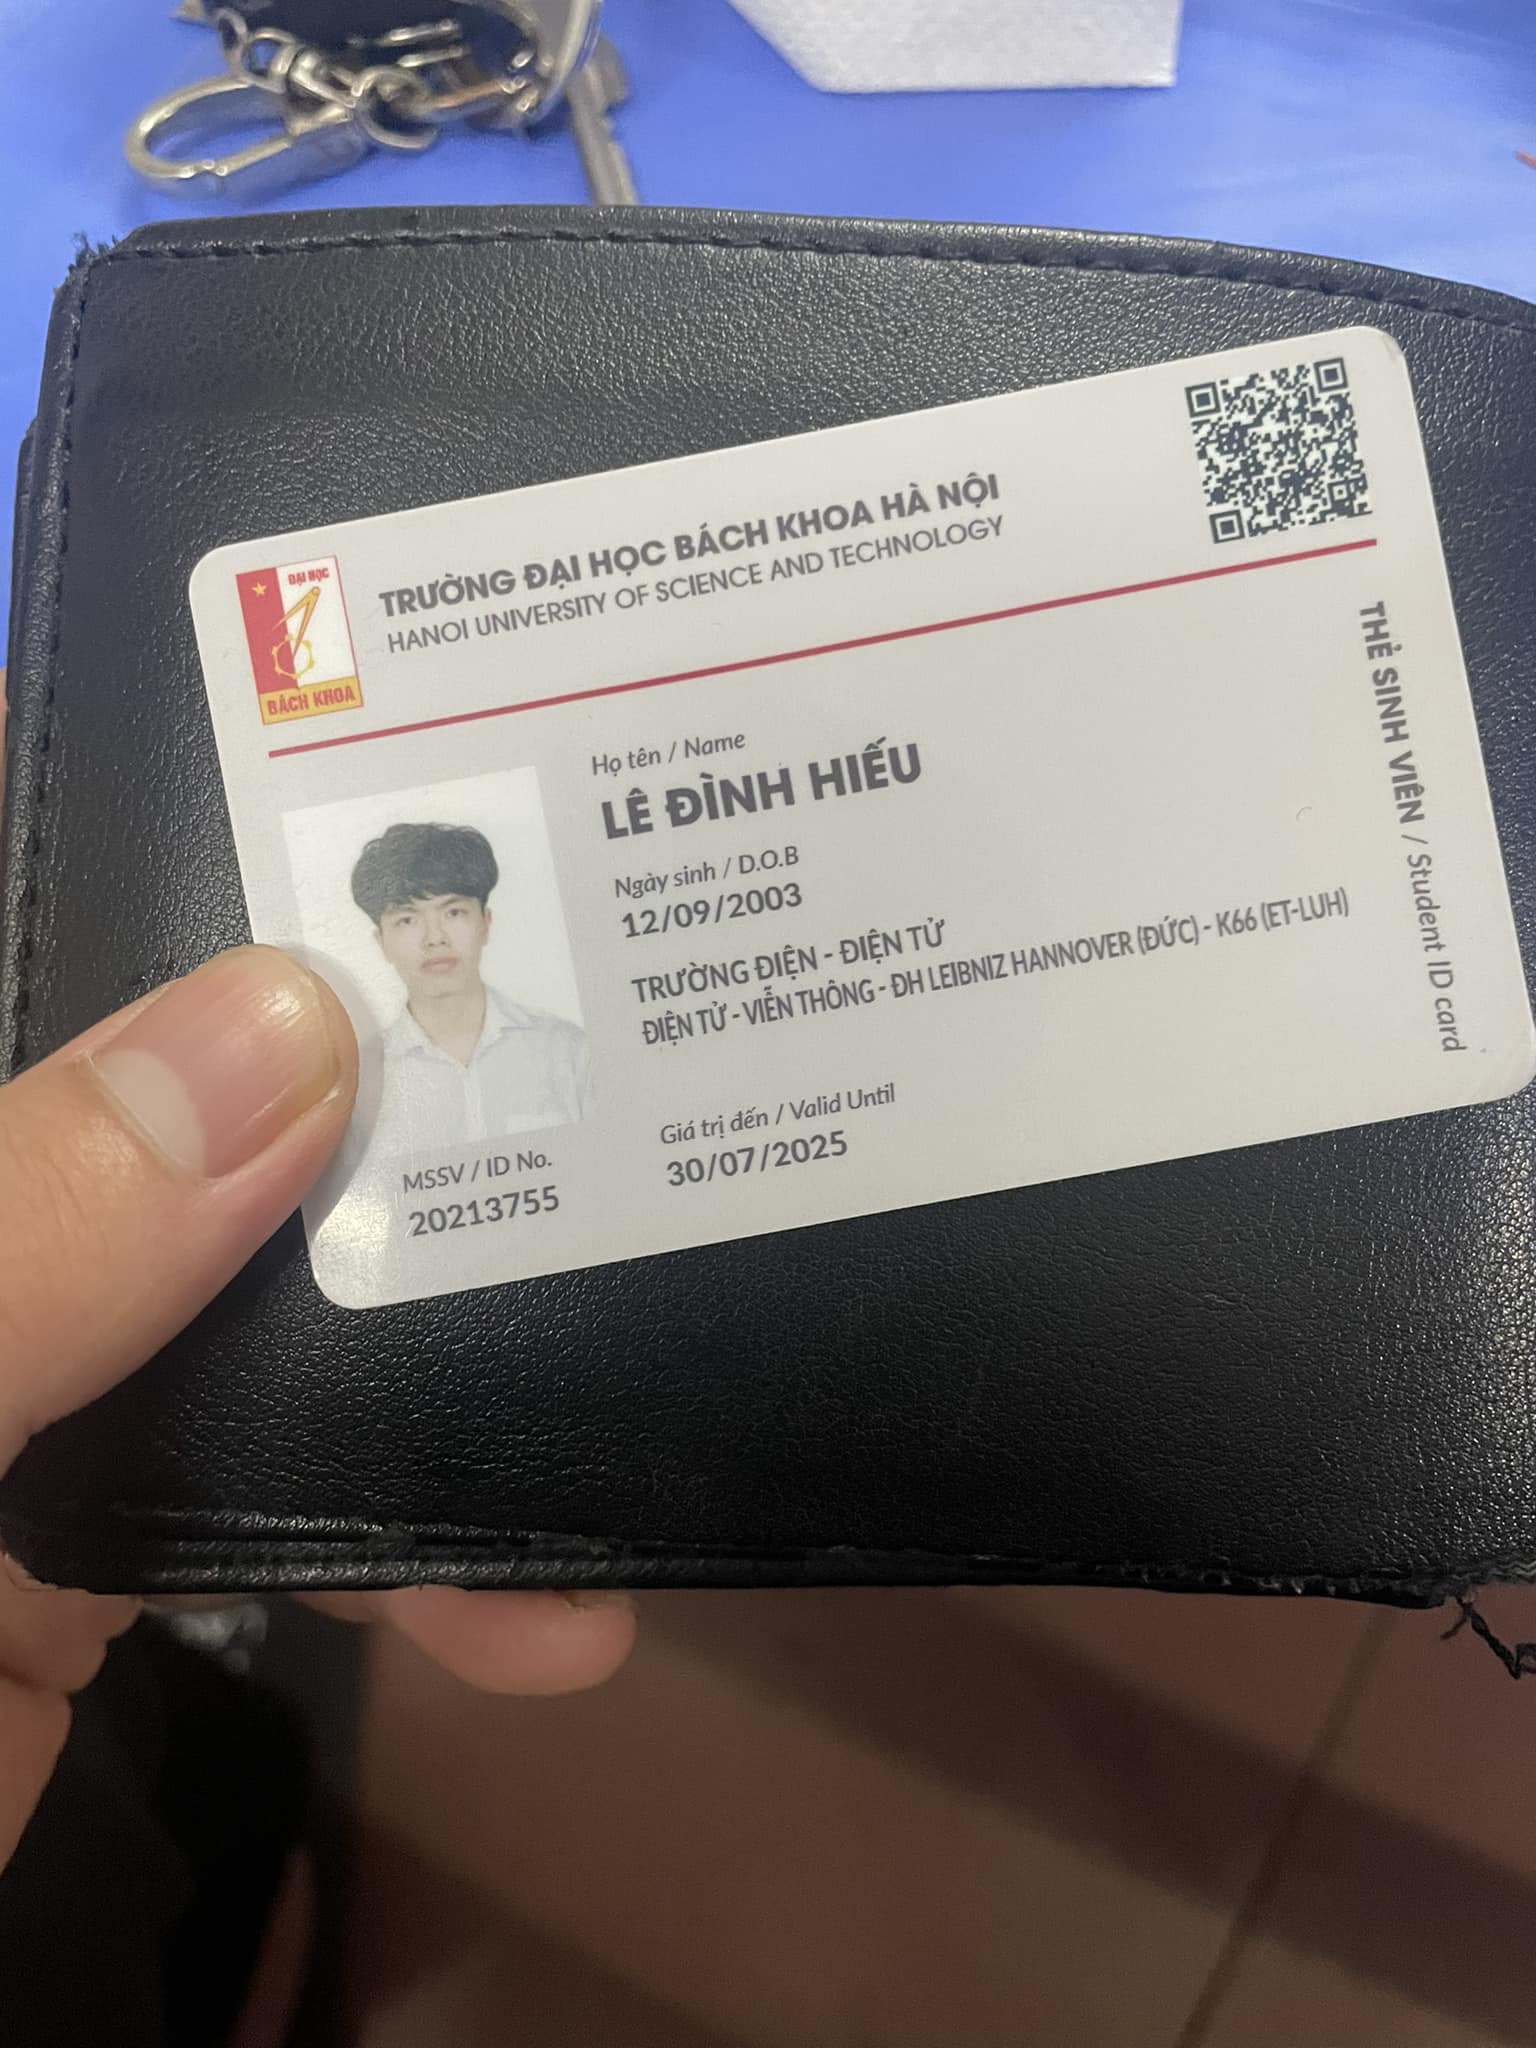 ĐẠI HỌC
BÁCH KHOA
TRƯỜNG ĐẠI HỌC BÁCH KHOA HÀ NỘI
HANOI UNIVERSITY OF SCIENCE AND TECHNOLOGY
Họ tên / Name
LÊ ĐÌNH HIẾU
Ngày sinh / D.O.B
12/09/2003
TRƯỜNG ĐIỆN - ĐIỆN TỬ
ĐIỆN TỬ - VIỄN THÔNG - ĐH LEIBNIZ HANNOVER (ĐỨC) - K66 (ET-LUH)
Giá trị đến / Valid Until
30/07/2025
MSSV / ID No.
20213755
THẺ SINH VIÊN / Student ID card